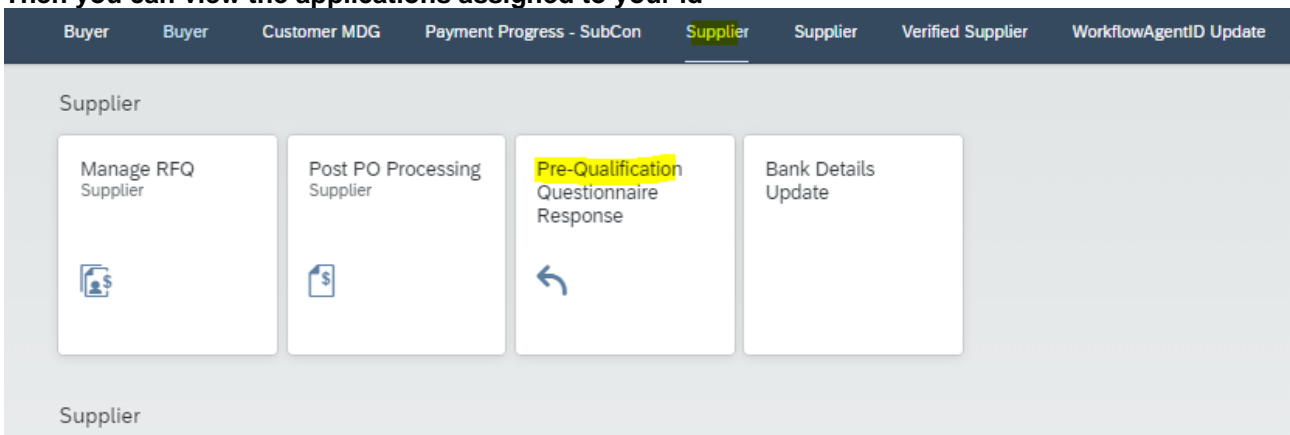 Then you can view the applications assigned to your id
Buyer Buyer Customer MDG Payment Progress - SubCon Supplier Supplier Verified Supplier WorkflowAgentID Update
Supplier
Manage RFQ
Supplier
Post PO Processing
Supplier
Pre-Qualification
Questionnaire
Response
Bank Details
Update
Supplier